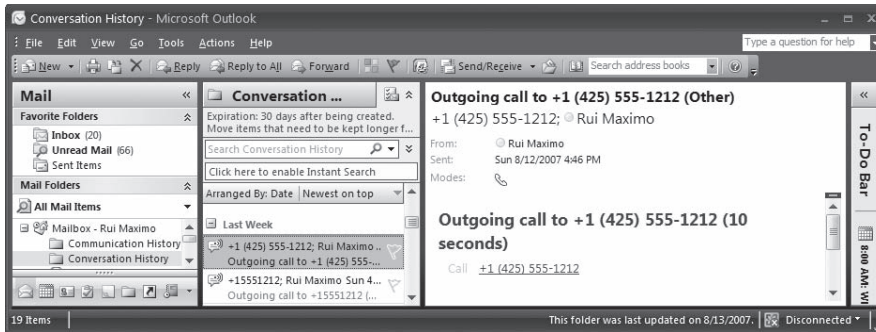 Conversation History - Microsoft Outlook
File Edit View Go Tools Actions Help
Type a question for help
New Reply Reply to All Forward Send/Receive Search address books
Mail
Favorite Folders
Inbox (20)
Unread Mail (66)
Sent Items
Mail Folders
All Mail Items
Mailbox - Rui Maximo
Communication History
Conversation History
Conversation ...
Expiration: 30 days after being created.
Move items that need to be kept longer f...
Search Conversation History
Click here to enable Instant Search
Arranged By: Date Newest on top
Last Week
+1 (425) 555-1212; Rui Maximo ..
Outgoing call to +1 (425) 555-...
+15551212; Rui Maximo Sun 4...
Outgoing call to +15551212 (...
Outgoing call to +1 (425) 555-1212 (Other)
+1 (425) 555-1212; Rui Maximo
From: Rui Maximo
Sent: Sun 8/12/2007 4:46 PM
Modes:
Outgoing call to +1 (425) 555-1212 (10
seconds)
Call +1 (425) 555-1212
To-Do Bar
8:00 AM: WI
19 Items
This folder was last updated on 8/13/2007. Disconnected